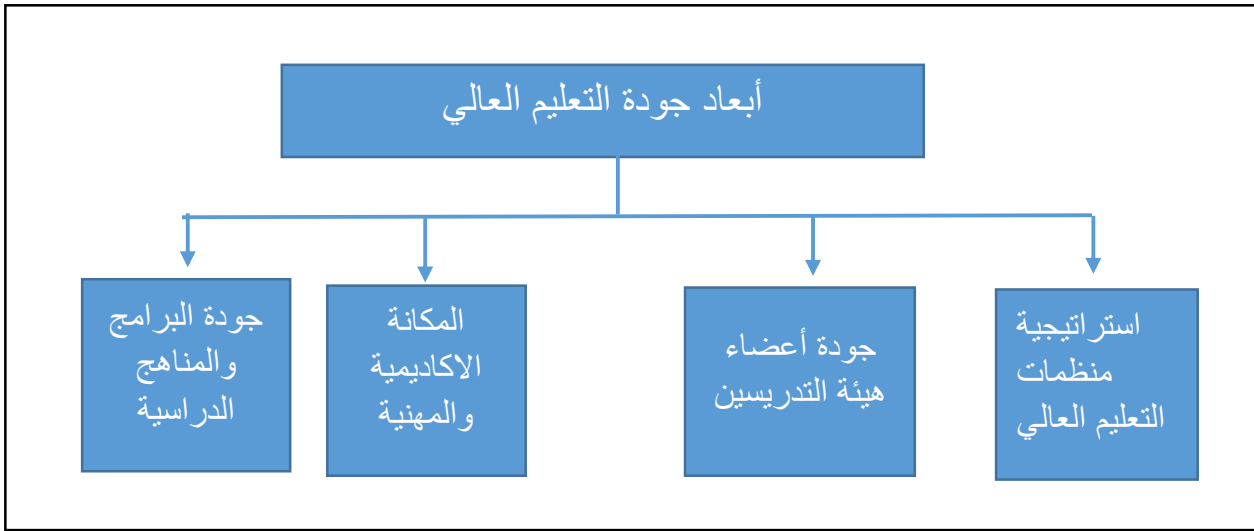 أبعاد جودة التعليم العالي
استراتيجية
منظمات
التعليم العالي
جودة أعضاء
هيئة التدريسين
المكانة
الاكاديمية
والمهنية
جودة البرامج
والمناهج
الدراسية